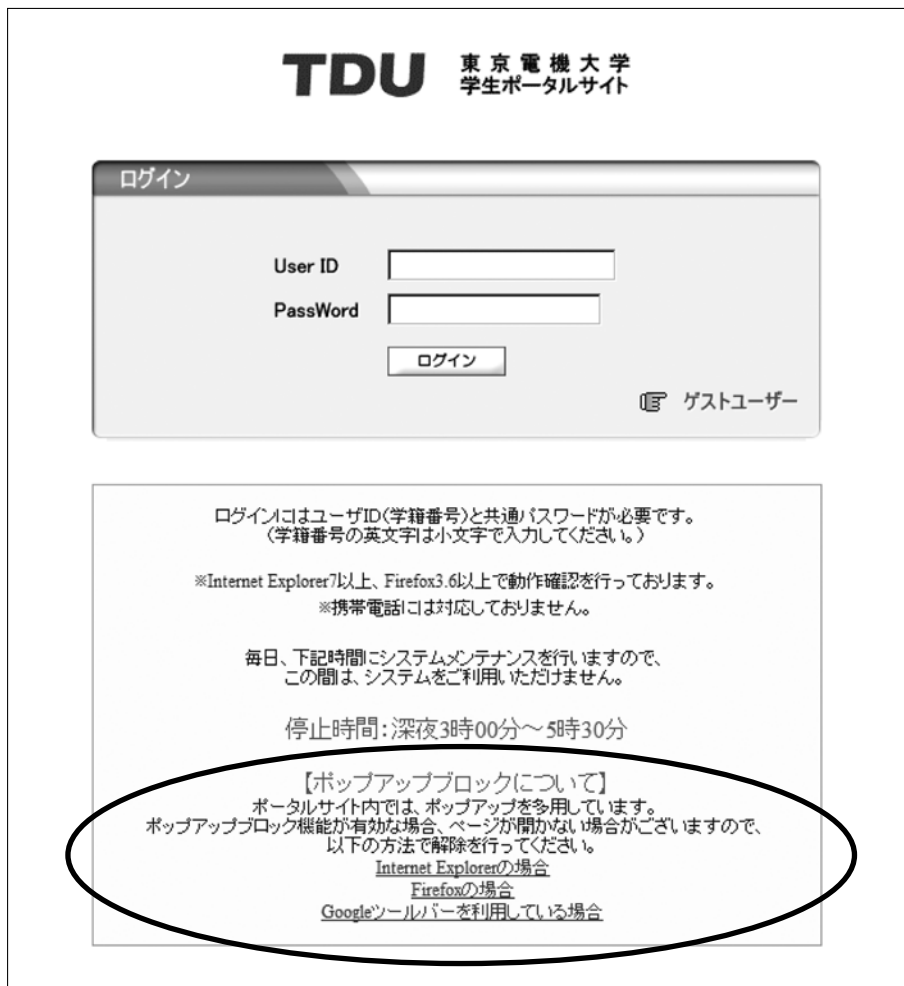 TDU 東京電機大学
学生ポータルサイト
ログイン
User ID
PassWord
ログイン
ゲストユーザー
ログインにはユーザID(学籍番号)と共通パスワードが必要です。
(学籍番号の英文字は小文字で入力してください。)
※Internet Explorer7以上、Firefox3.6以上で動作確認を行っております。
※携帯電話には対応しておりません。
毎日、下記時間にシステムメンテナンスを行いますので、
この間は、システムをご利用いただけません。
停止時間:深夜3時00分～5時30分
【ポップアップブロックについて】
ポータルサイト内では、ポップアップを多用しています。
ポップアップブロック機能が有効な場合、ページが開かない場合がございますので、
以下の方法で解除を行ってください。
Internet Explorerの場合
Firefoxの場合
Googleツールバーを利用している場合